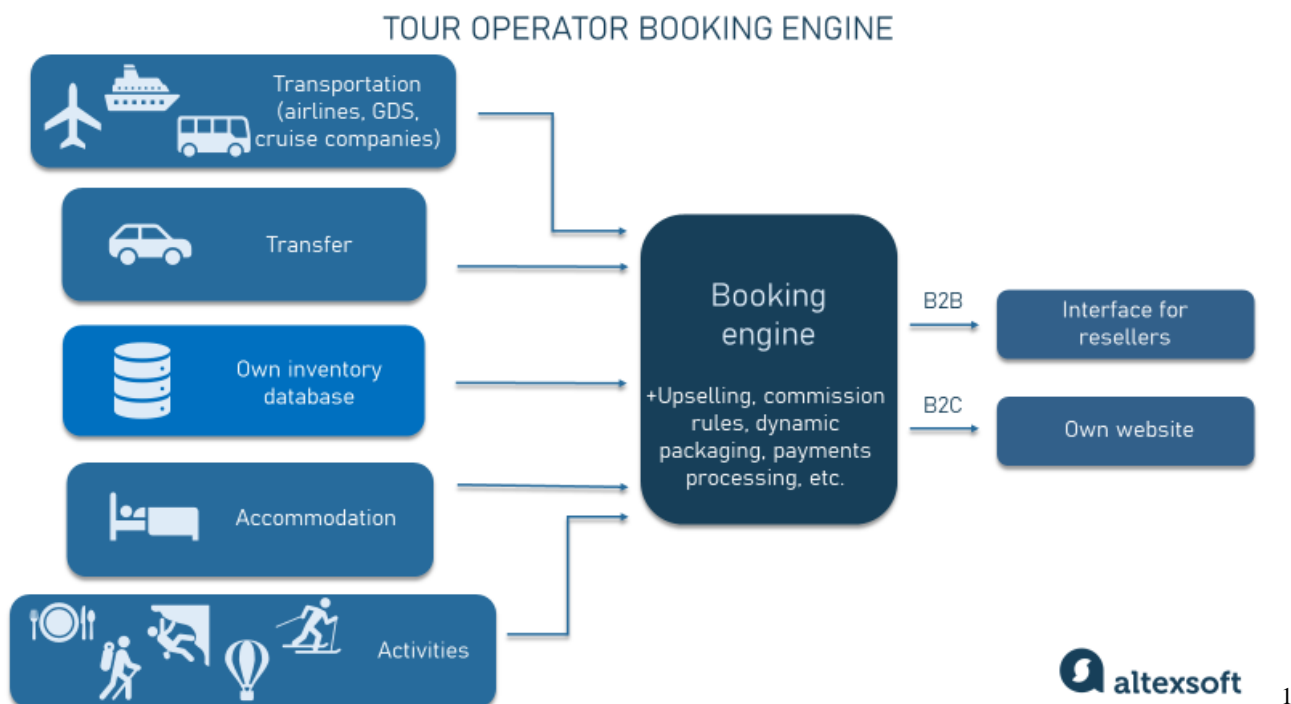 TOUR OPERATOR BOOKING ENGINE
Transportation
(airlines, GDS,
cruise companies)
Transfer
Own inventory
database
Accommodation
Activities
Booking
engine
+Upselling, commission
rules, dynamic
packaging, payments
processing, etc.
B2B
Interface for
resellers
B2C
Own website
altexsoft
1